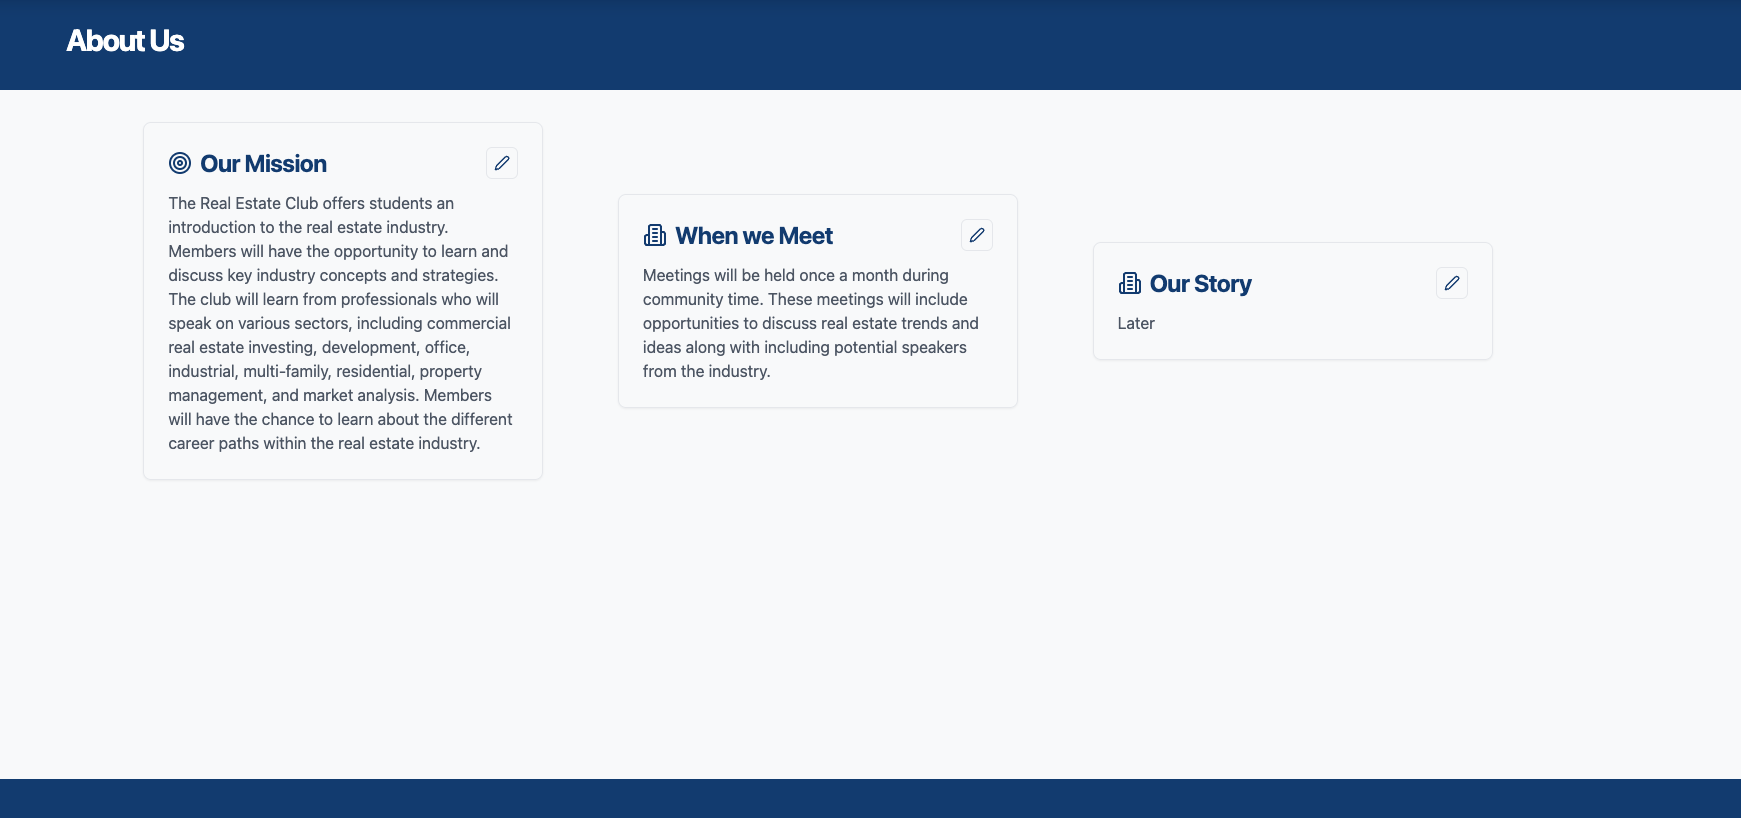 About Us
Our Mission
The Real Estate Club offers students an
introduction to the real estate industry.
Members will have the opportunity to learn and
discuss key industry concepts and strategies.
The club will learn from professionals who will
speak on various sectors, including commercial
real estate investing, development, office,
industrial, multi-family, residential, property
management, and market analysis. Members
will have the chance to learn about the different
career paths within the real estate industry.
When we Meet
Meetings will be held once a month during
community time. These meetings will include
opportunities to discuss real estate trends and
ideas along with including potential speakers
from the industry.
Our Story
Later